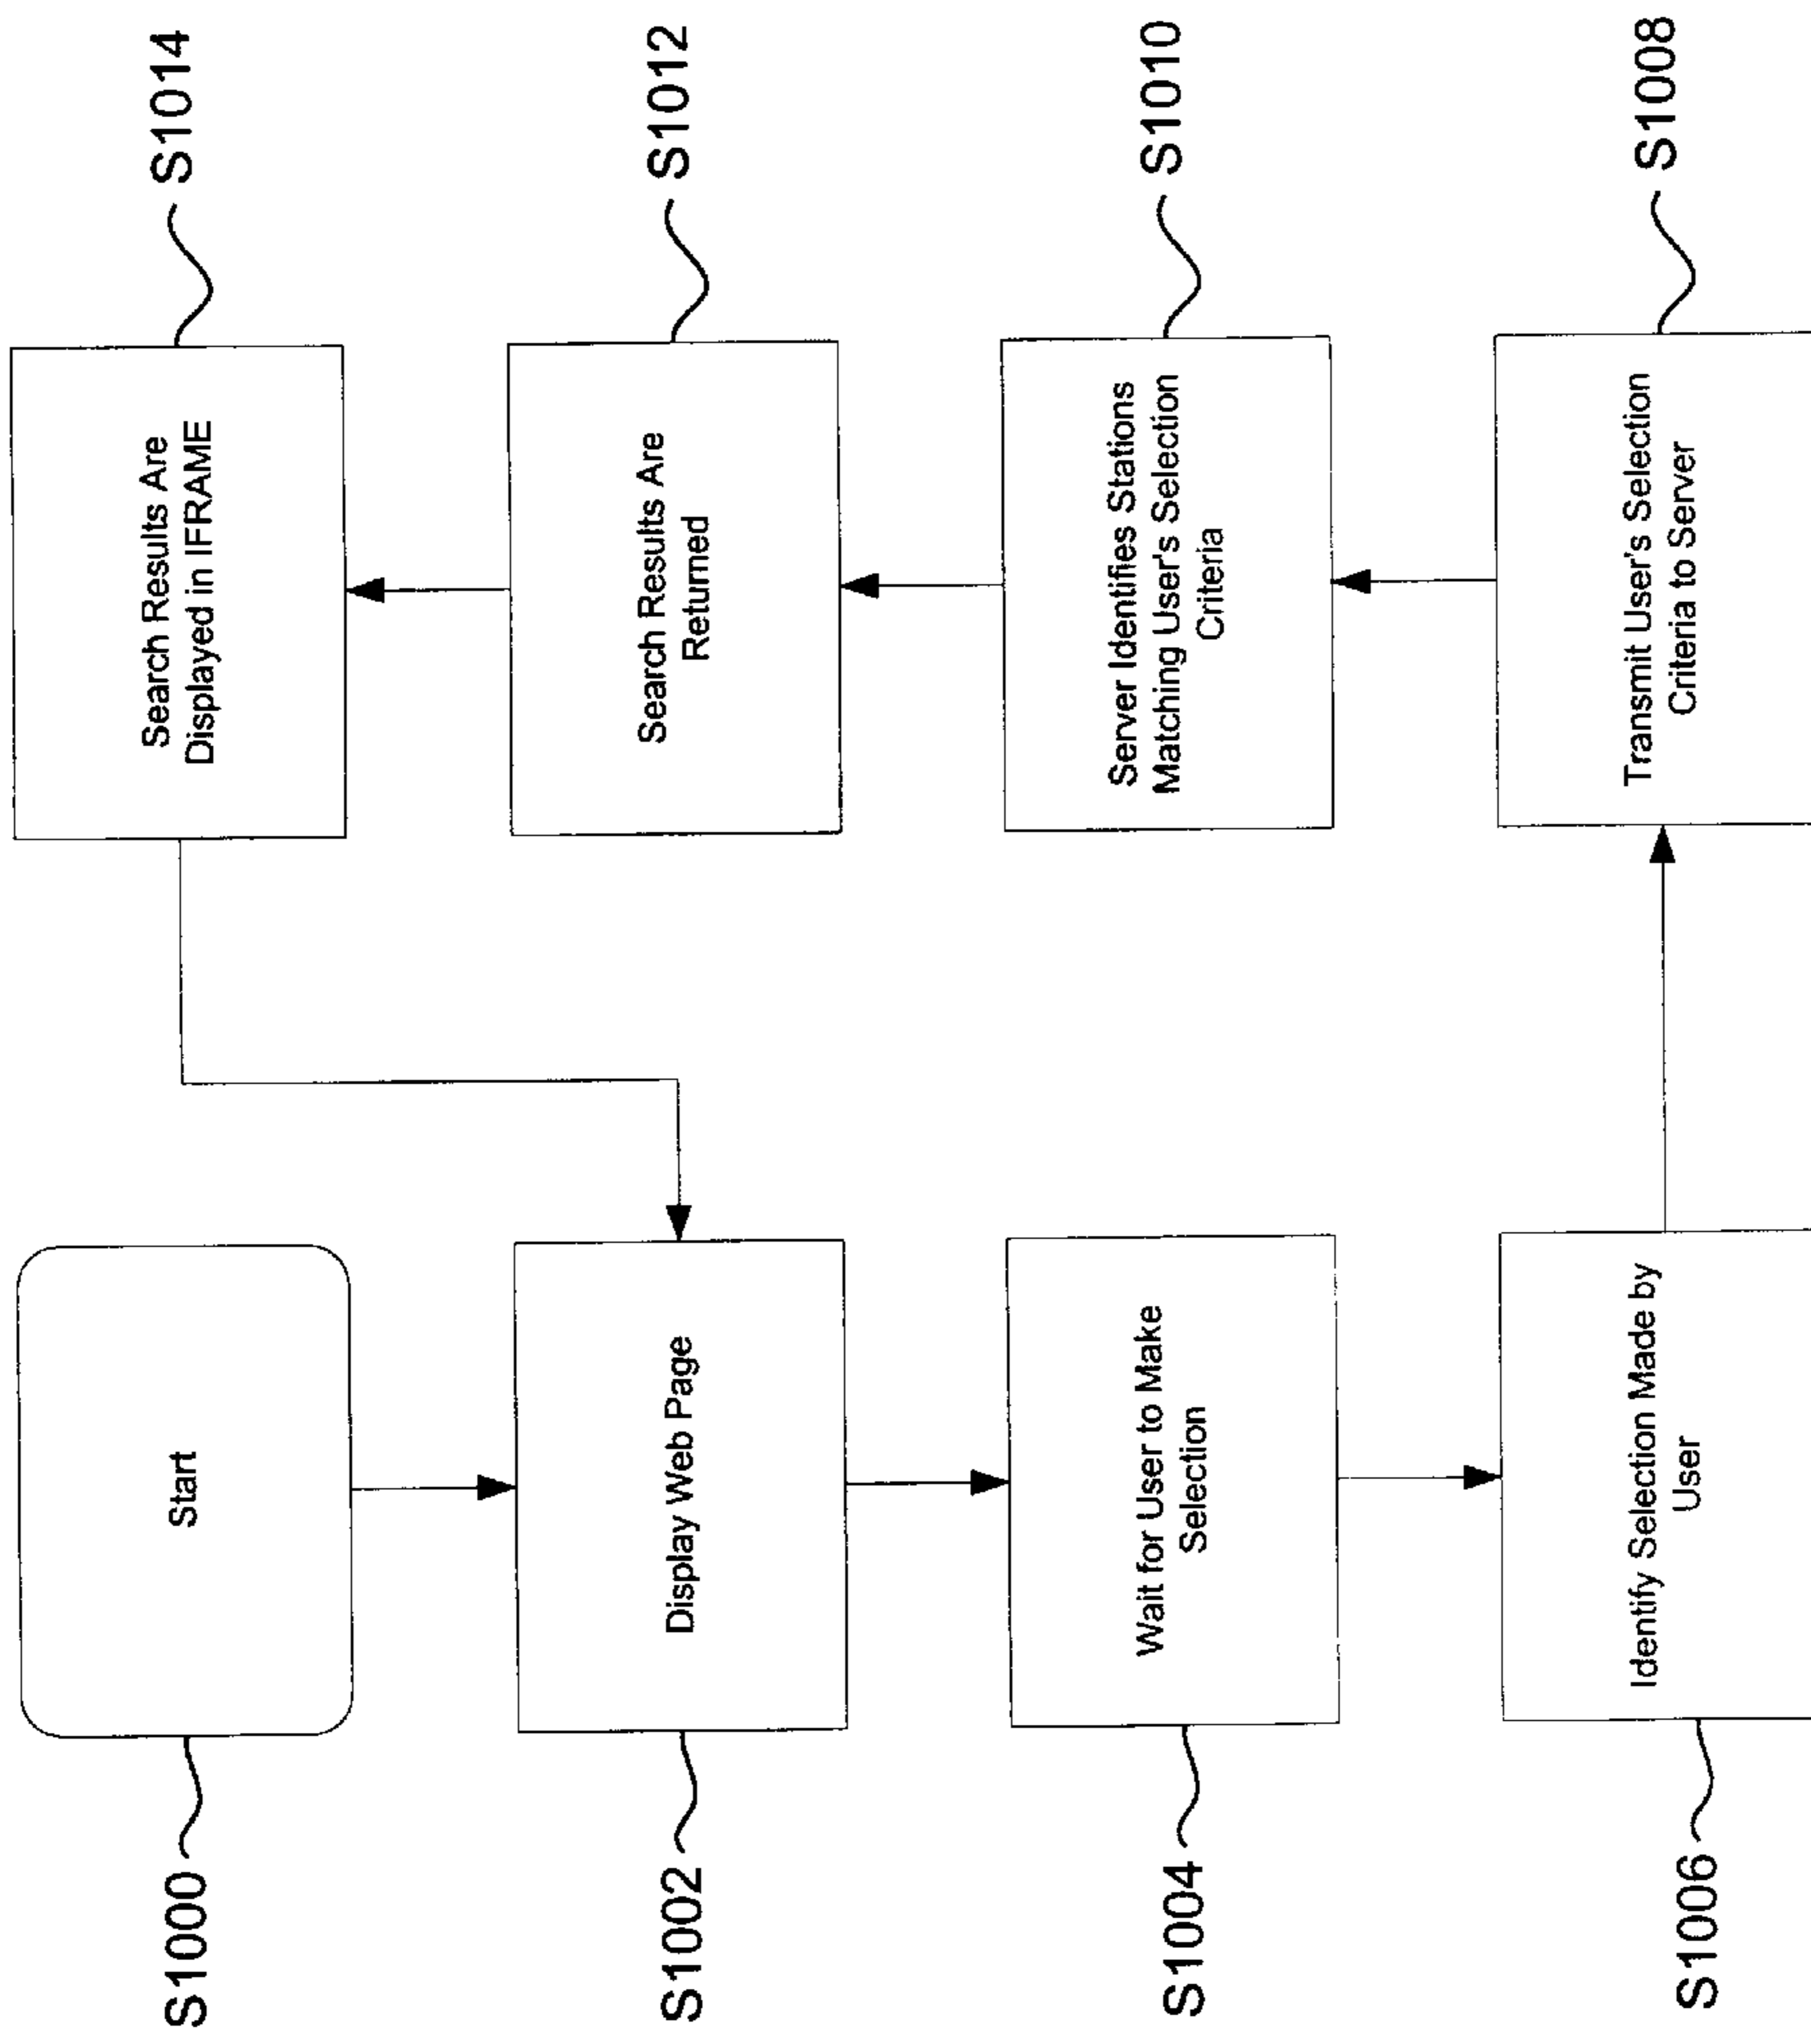 S1000
Start
S1002
Display Web Page
S1004
Wait for User to Make
Selection
S1006
Identify Selection Made by
User
S1008
Transmit User's Selection
Criteria to Server
S1010
Server Identifies Stations
Matching User's Selection
Criteria
S1012
Search Results Are
Returned
S1014
Search Results Are
Displayed in IFRAME